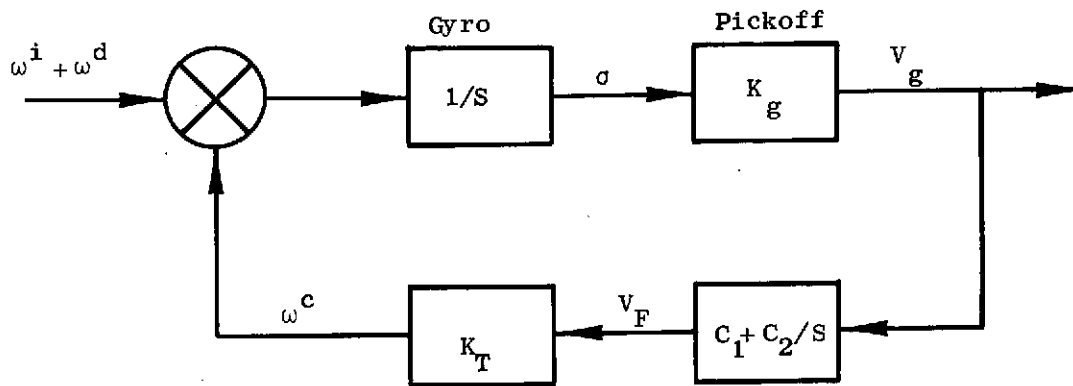 Gyro
Pickoff
ω^i + ω^d
1/S
σ
K_g
V_g
ω^c
K_T
V_F
C_1 + C_2/S